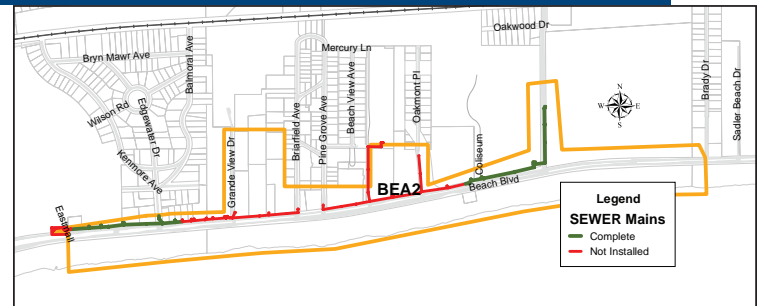 Oakwood Dr
Bryn Mawr Ave
Balmoral Ave
Mercury Ln
Wilson Rd
Edgewater Dr
Kenmore Ave
Grande View Dr
Briarfield Ave
Pine Grove Ave
Beach View Ave
Oakmont Pl
Coliseum
Brady Dr
Sadler Beach Dr
N
W E
S
BEA2
Beach Blvd
Legend
SEWER Mains
Complete
Not Installed